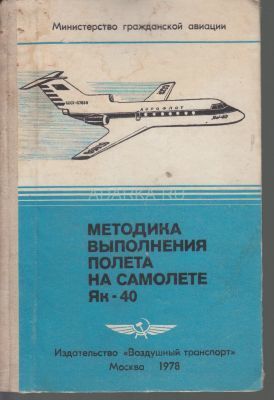 Министерство гражданской авиации
АЭРОФЛОТ
Як-40
МЕТОДИКА
ВЫПОЛНЕНИЯ
ПОЛЕТА
НА САМОЛЕТЕ
Як - 40
Издательство «Воздушный транспорт»
Москва 1978